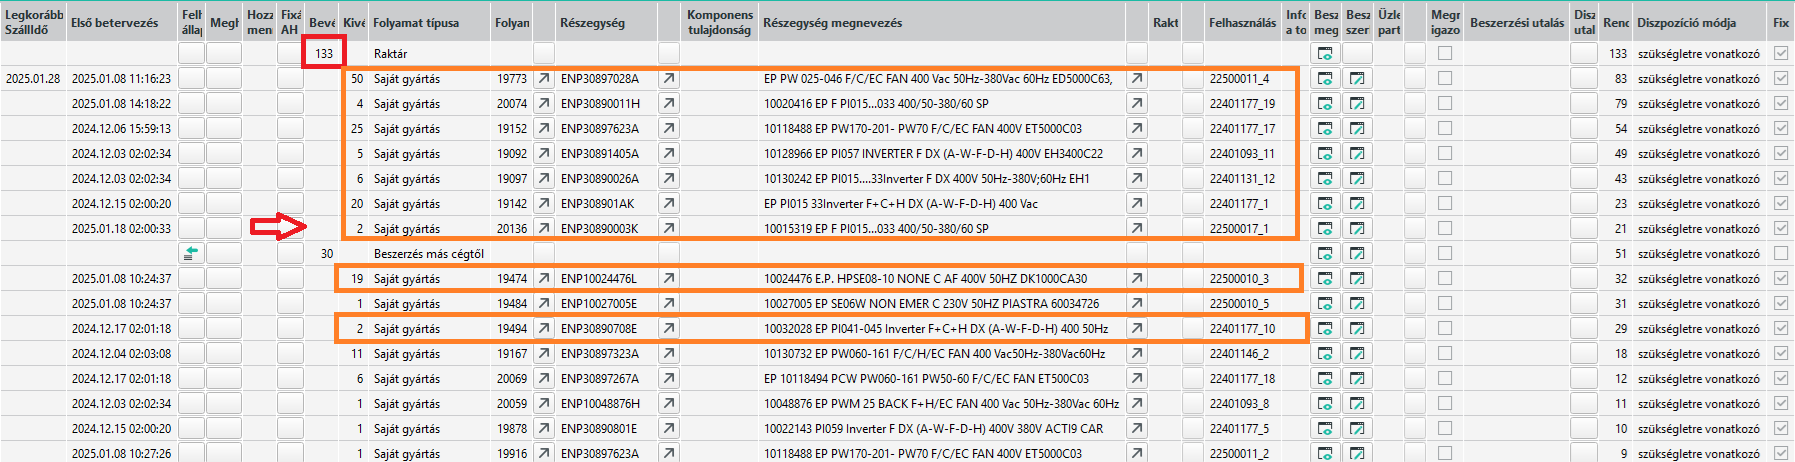 Legkorábbi SzállIdő Első betervezés Felh állap Megh Hozz menr Fixá AH Bevé Kivé Folyamat típusa Folyam Részegység Komponens tulajdonság Részegység megnevezés Rakt Felhasználás Info a to Besz meg Besz szer Üzle part Megr igazo Beszerzési utalás Disz utal Renc Diszpozíció módja Fix
133 Raktár 133 szükségletre vonatkozó
2025.01.28 2025.01.08 11:16:23 50 Saját gyártás 19773 ENP30897028A EP PW 025-046 F/C/EC FAN 400 Vac 50Hz-380Vac 60Hz ED5000C63, 22500011_4 83 szükségletre vonatkozó
2025.01.08 14:18:22 4 Saját gyártás 20074 ENP30890011H 10020416 EP F PI015...033 400/50-380/60 SP 22401177_19 79 szükségletre vonatkozó
2024.12.06 15:59:13 25 Saját gyártás 19152 ENP30897623A 10118488 EP PW170-201- PW70 F/C/EC FAN 400V ET5000C03 22401177_17 54 szükségletre vonatkozó
2024.12.03 02:02:34 5 Saját gyártás 19092 ENP30891405A 10128966 EP PI057 INVERTER F DX (A-W-F-D-H) 400V EH3400C22 22401093_11 49 szükségletre vonatkozó
2024.12.03 02:02:34 6 Saját gyártás 19097 ENP30890026A 10130242 EP PI015....33Inverter F DX 400V 50Hz-380V;60Hz EH1 22401131_12 43 szükségletre vonatkozó
2024.12.15 02:00:20 20 Saját gyártás 19142 ENP308901AK EP PI015 33Inverter F+C+H DX (A-W-F-D-H) 400 Vac 22401177_1 23 szükségletre vonatkozó
2025.01.18 02:00:33 2 Saját gyártás 20136 ENP30890003K 10015319 EP F PI015...033 400/50-380/60 SP 22500017_1 21 szükségletre vonatkozó
30 Beszerzés más cégtől 51 szükségletre vonatkozó
2025.01.08 10:24:37 19 Saját gyártás 19474 ENP10024476L 10024476 E.P. HPSE08-10 NONE C AF 400V 50HZ DK1000CA30 22500010_3 32 szükségletre vonatkozó
2025.01.08 10:24:37 1 Saját gyártás 19484 ENP10027005E 10027005 EP SE06W NON EMER C 230V 50HZ PIASTRA 60034726 22500010_5 31 szükségletre vonatkozó
2024.12.17 02:01:18 2 Saját gyártás 19494 ENP30890708E 10032028 EP PI041-045 Inverter F+C+H DX (A-W-F-D-H) 400 50Hz 22401177_10 29 szükségletre vonatkozó
2024.12.04 02:03:08 11 Saját gyártás 19167 ENP30897323A 10130732 EP PW060-161 F/C/H/EC FAN 400 Vac50Hz-380Vac60Hz 22401146_2 18 szükségletre vonatkozó
2024.12.17 02:01:18 6 Saját gyártás 20069 ENP30897267A EP 10118494 PCW PW060-161 PW50-60 F/C/EC FAN ET500C03 22401177_18 12 szükségletre vonatkozó
2024.12.03 02:02:34 1 Saját gyártás 20059 ENP10048876H 10048876 EP PWM 25 BACK F+H/EC FAN 400 Vac 50Hz-380Vac 60Hz 22401093_8 11 szükségletre vonatkozó
2024.12.15 02:00:20 1 Saját gyártás 19878 ENP30890801E 10022143 PI059 Inverter F DX (A-W-F-D-H) 400V 380V ACTI9 CAR 22401177_5 10 szükségletre vonatkozó
2025.01.08 10:27:26 1 Saját gyártás 19916 ENP30897623A 10118488 EP PW170-201- PW70 F/C/EC FAN 400V ET5000C03 22500011_2 9 szükségletre vonatkozó